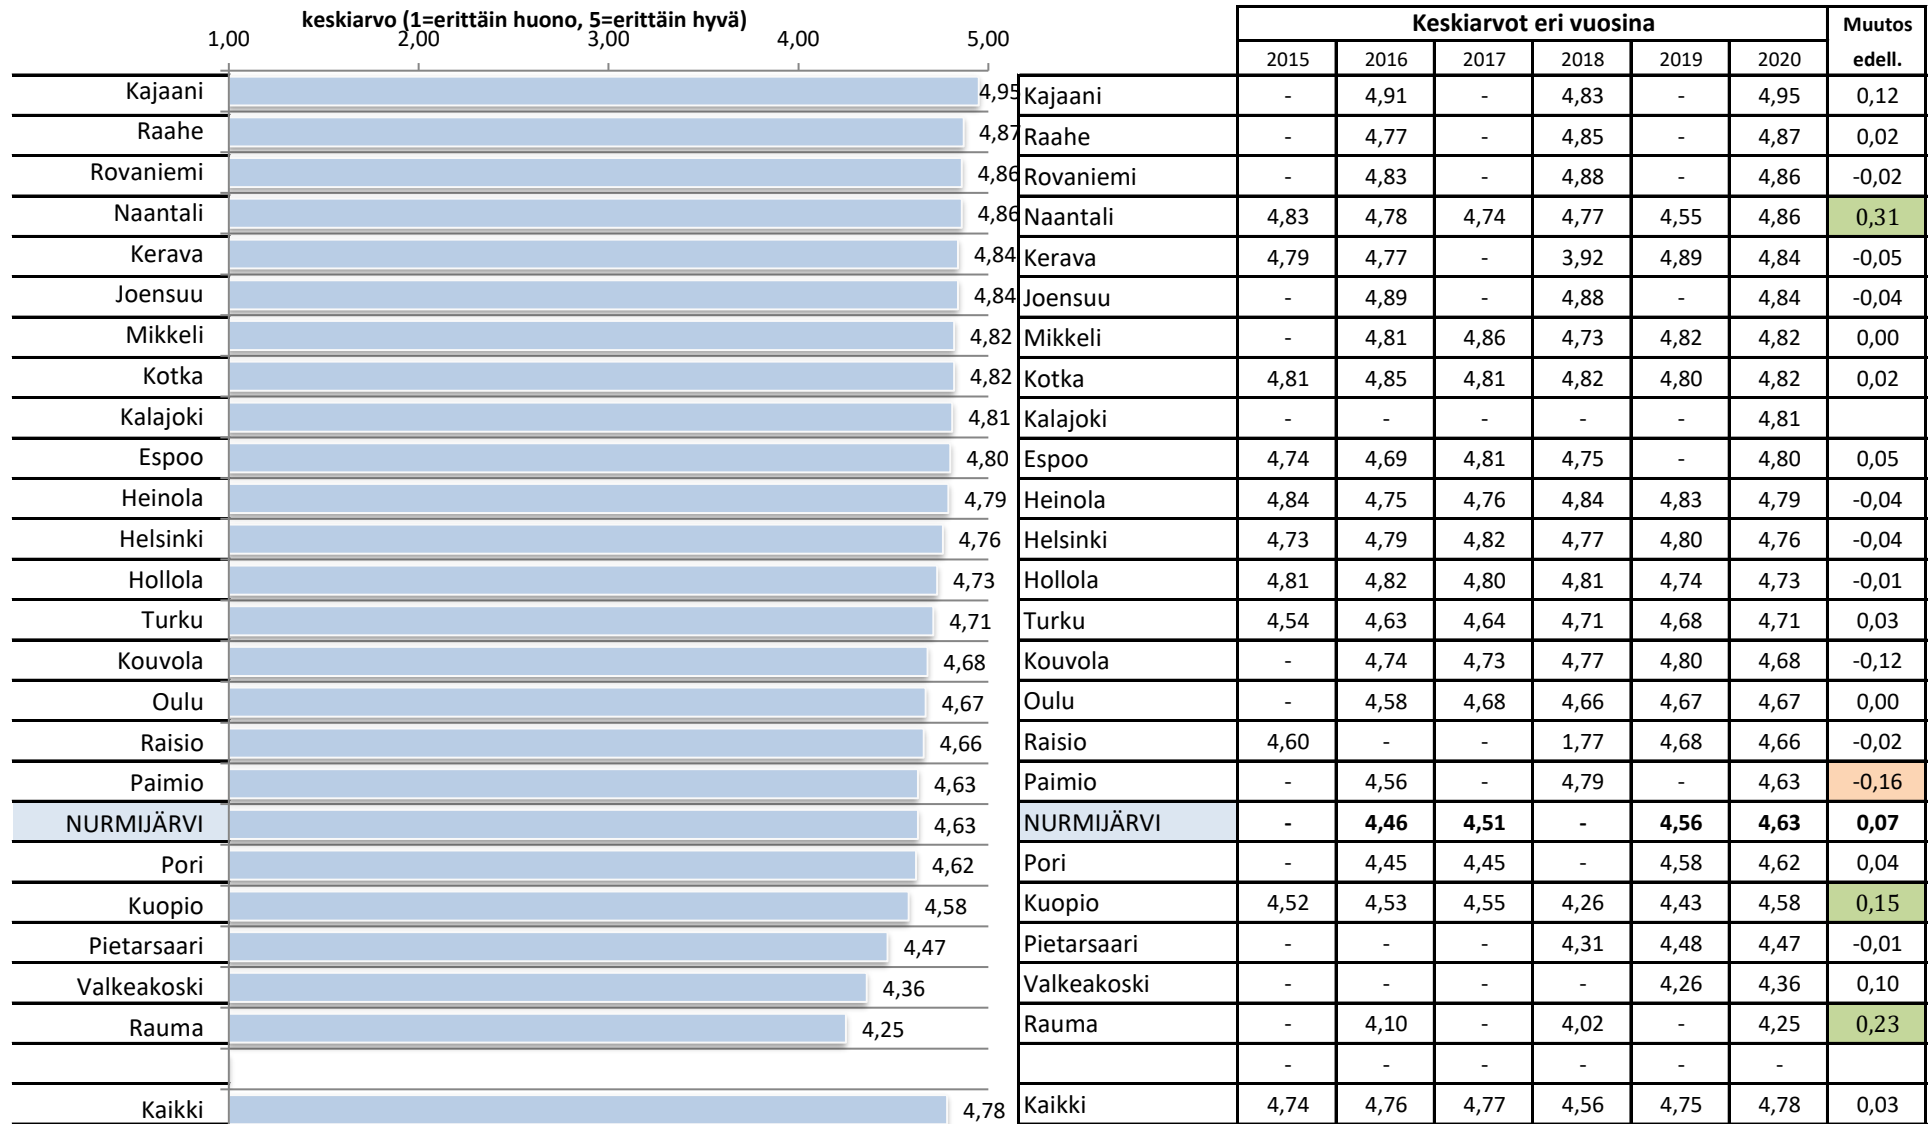 keskiarvo (1=erittäin huono, 5=erittäin hyvä)
1,00 2,00 3,00 4,00 5,00
Kajaani 4,95
Raahe 4,87
Rovaniemi 4,86
Naantali 4,86
Kerava 4,84
Joensuu 4,84
Mikkeli 4,82
Kotka 4,82
Kalajoki 4,81
Espoo 4,80
Heinola 4,79
Helsinki 4,76
Hollola 4,73
Turku 4,71
Kouvola 4,68
Oulu 4,67
Raisio 4,66
Paimio 4,63
NURMIJÄRVI 4,63
Pori 4,62
Kuopio 4,58
Pietarsaari 4,47
Valkeakoski 4,36
Rauma 4,25
Kaikki 4,78
Keskiarvot eri vuosina Muutos
2015 2016 2017 2018 2019 2020 edell.
Kajaani - 4,91 - 4,83 - 4,95 0,12
Raahe - 4,77 - 4,85 - 4,87 0,02
Rovaniemi - 4,83 - 4,88 - 4,86 -0,02
Naantali 4,83 4,78 4,74 4,77 4,55 4,86 0,31
Kerava 4,79 4,77 - 3,92 4,89 4,84 -0,05
Joensuu - 4,89 - 4,88 - 4,84 -0,04
Mikkeli - 4,81 4,86 4,73 4,82 4,82 0,00
Kotka 4,81 4,85 4,81 4,82 4,80 4,82 0,02
Kalajoki - - - - - 4,81
Espoo 4,74 4,69 4,81 4,75 - 4,80 0,05
Heinola 4,84 4,75 4,76 4,84 4,83 4,79 -0,04
Helsinki 4,73 4,79 4,82 4,77 4,80 4,76 -0,04
Hollola 4,81 4,82 4,80 4,81 4,74 4,73 -0,01
Turku 4,54 4,63 4,64 4,71 4,68 4,71 0,03
Kouvola - 4,74 4,73 4,77 4,80 4,68 -0,12
Oulu - 4,58 4,68 4,66 4,67 4,67 0,00
Raisio 4,60 - - 1,77 4,68 4,66 -0,02
Paimio - 4,56 - 4,79 - 4,63 -0,16
NURMIJÄRVI - 4,46 4,51 - 4,56 4,63 0,07
Pori - 4,45 4,45 - 4,58 4,62 0,04
Kuopio 4,52 4,53 4,55 4,26 4,43 4,58 0,15
Pietarsaari - - - 4,31 4,48 4,47 -0,01
Valkeakoski - - - - 4,26 4,36 0,10
Rauma - 4,10 - 4,02 - 4,25 0,23
- - - - - -
Kaikki 4,74 4,76 4,77 4,56 4,75 4,78 0,03